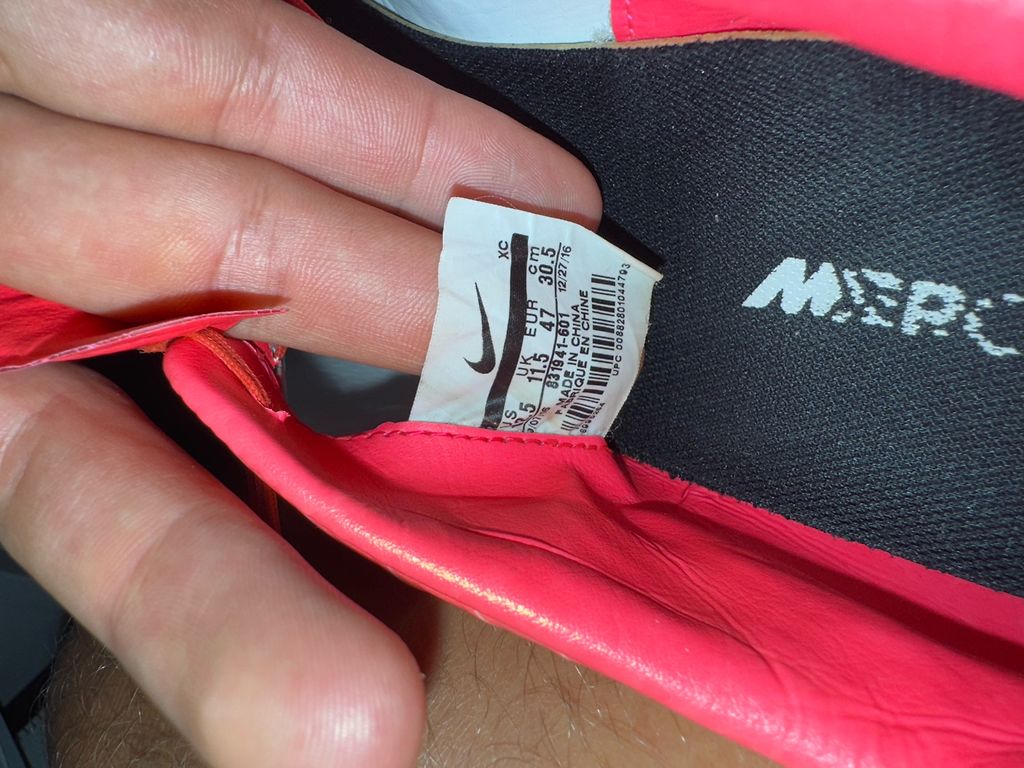 XC
US UK EUR cm
11.5 47 30.5
12/27/16
831941-601
MADE IN CHINA
FABRIQUE EN CHINE
UPC 00882801044793
MERC